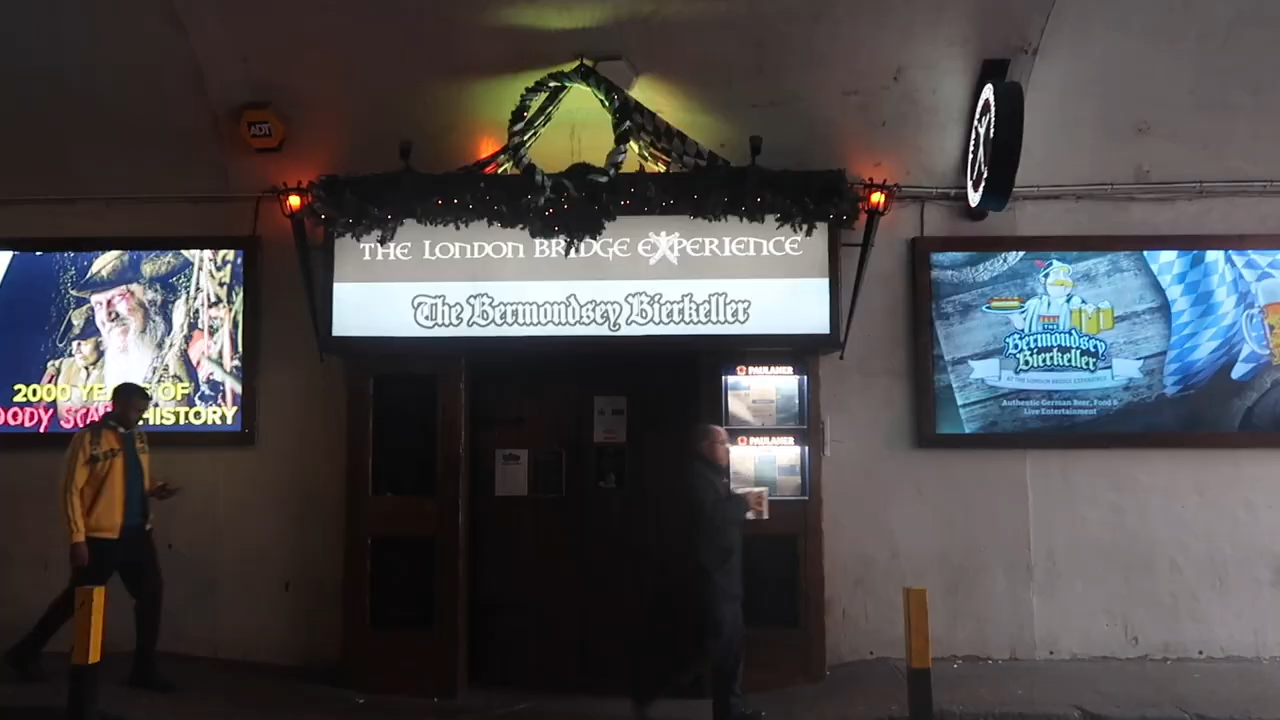 ADT
THE LONDON BRIDGE EXPERIENCE
The Bermondsey Bierkeller
2000 YEARS OF
HISTORY
PAULANER
PAULANER
THE
Bermondsey
Bierkeller
AT THE LONDON BRIDGE EXPERIENCE
Authentic German Beer, Food &
Live Entertainment